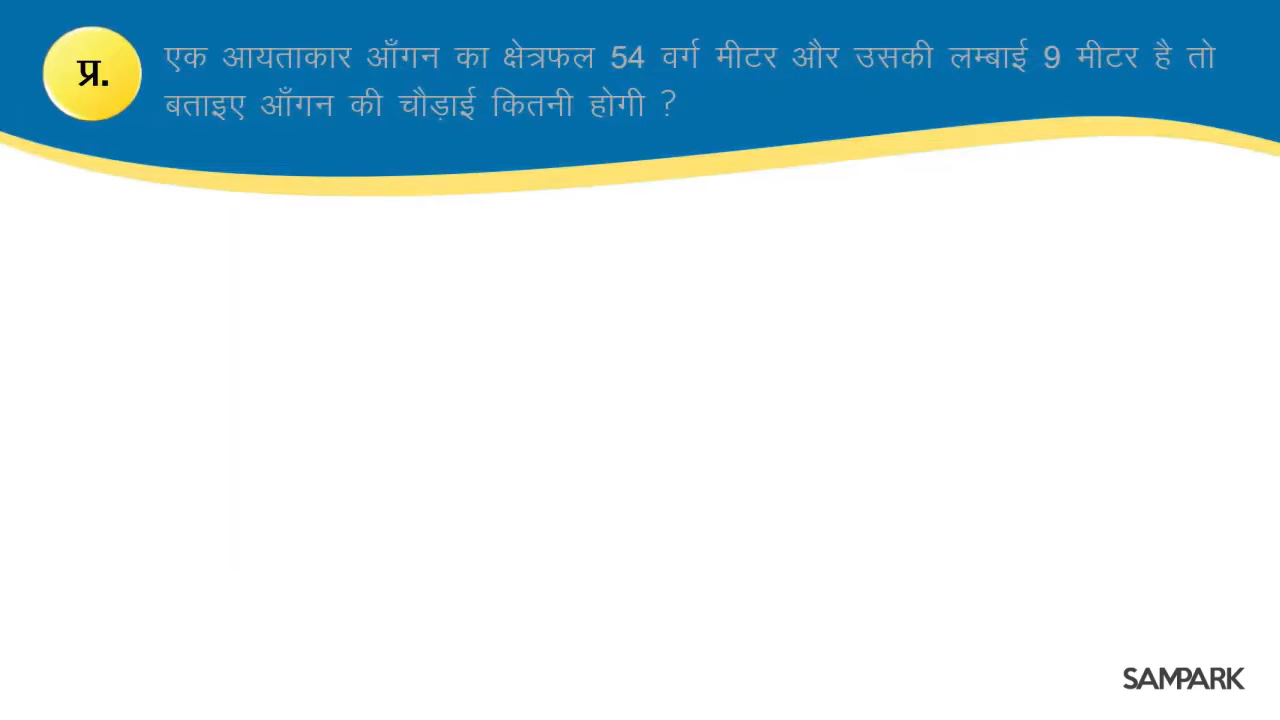 प्र.
एक आयताकार आँगन का क्षेत्रफल 54 वर्ग मीटर और उसकी लम्बाई 9 मीटर है तो
बताइए आँगन की चौड़ाई कितनी होगी ?
SAMPARK